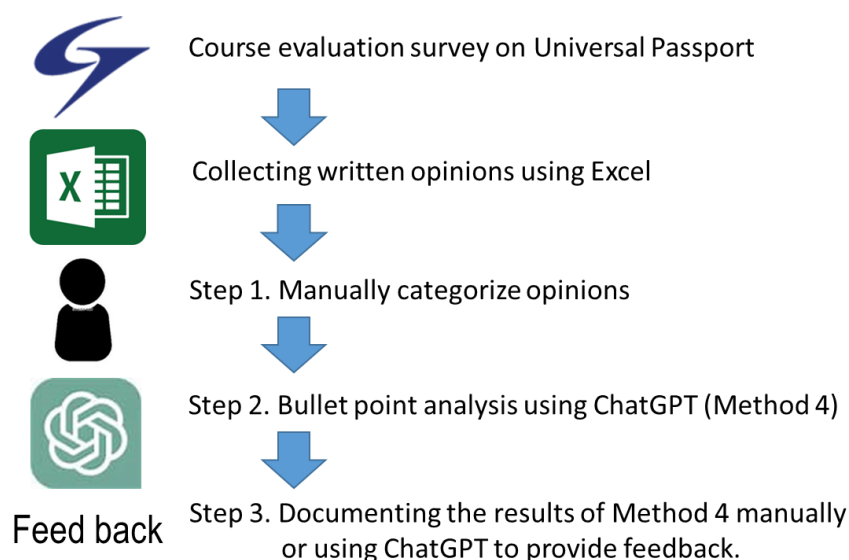 Course evaluation survey on Universal Passport
X
Collecting written opinions using Excel
Step 1. Manually categorize opinions
Step 2. Bullet point analysis using ChatGPT (Method 4)
Step 3. Documenting the results of Method 4 manually
or using ChatGPT to provide feedback.
Feed back